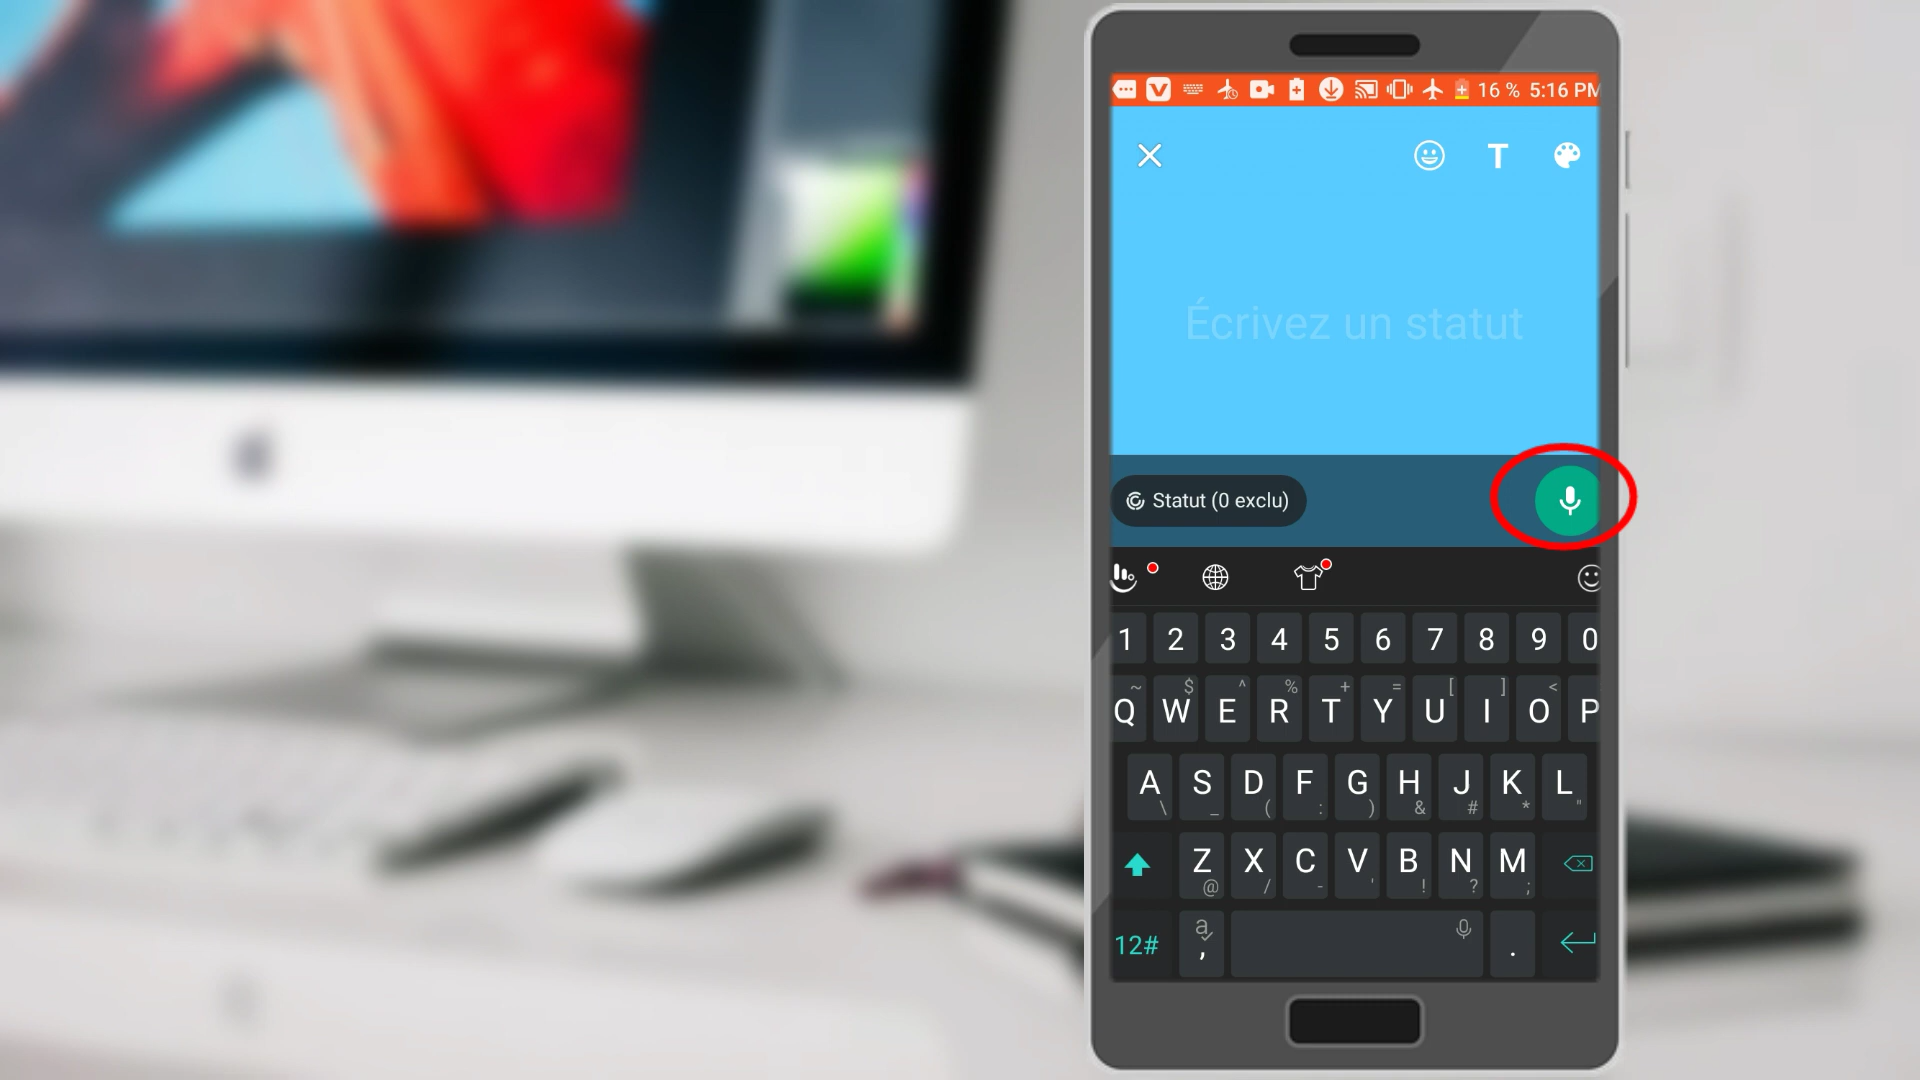 16 % 5:16 PM
T
Écrivez un statut
Statut (0 exclu)
1 2 3 4 5 6 7 8 9 0
~ $ ^ % + = [ ] <
Q W E R T Y U I O P
A S D F G H J K L
\ _ ( : ) & # * "
Z X C V B N M
@ / - ' ! ? ;
12# a , .